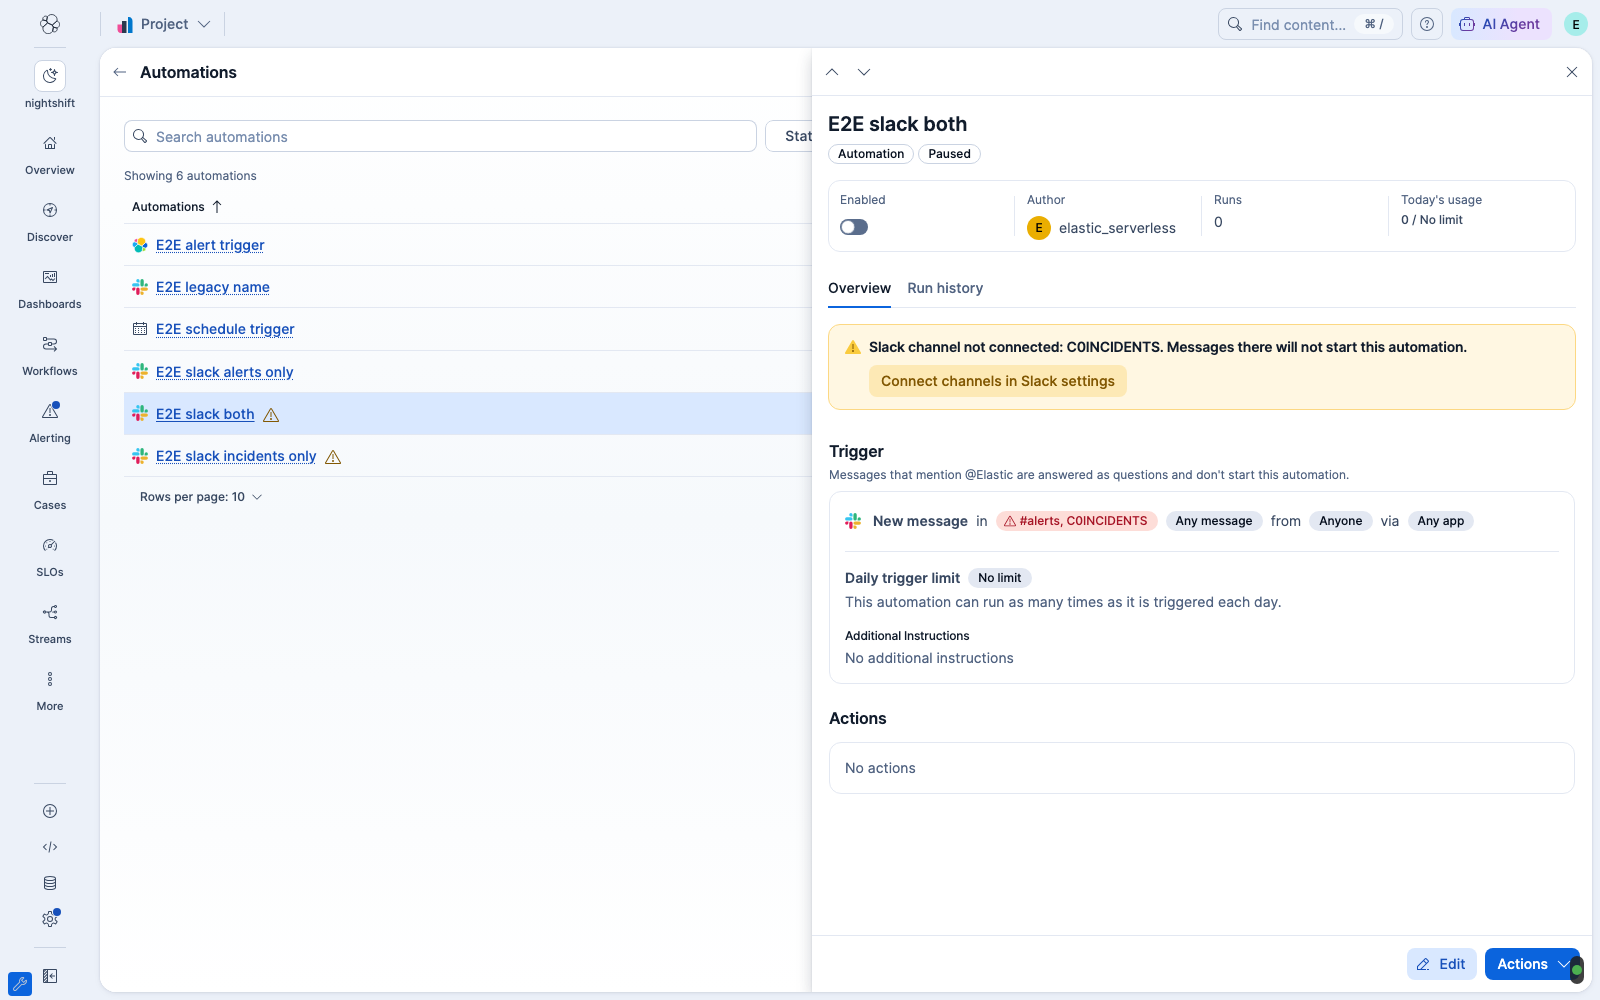 Project
Find content...
⌘ /
AI Agent
E
nightshift
Overview
Discover
Dashboards
Workflows
Alerting
Cases
SLOs
Streams
More
Automations
Search automations
Stat
Showing 6 automations
Automations
E2E alert trigger
E2E legacy name
E2E schedule trigger
E2E slack alerts only
E2E slack both
E2E slack incidents only
Rows per page: 10
E2E slack both
Automation Paused
Enabled
Author
E elastic_serverless
Runs
0
Today's usage
0 / No limit
Overview Run history
Slack channel not connected: C0INCIDENTS. Messages there will not start this automation.
Connect channels in Slack settings
Trigger
Messages that mention @Elastic are answered as questions and don't start this automation.
New message in #alerts, C0INCIDENTS Any message from Anyone via Any app
Daily trigger limit No limit
This automation can run as many times as it is triggered each day.
Additional Instructions
No additional instructions
Actions
No actions
Edit
Actions